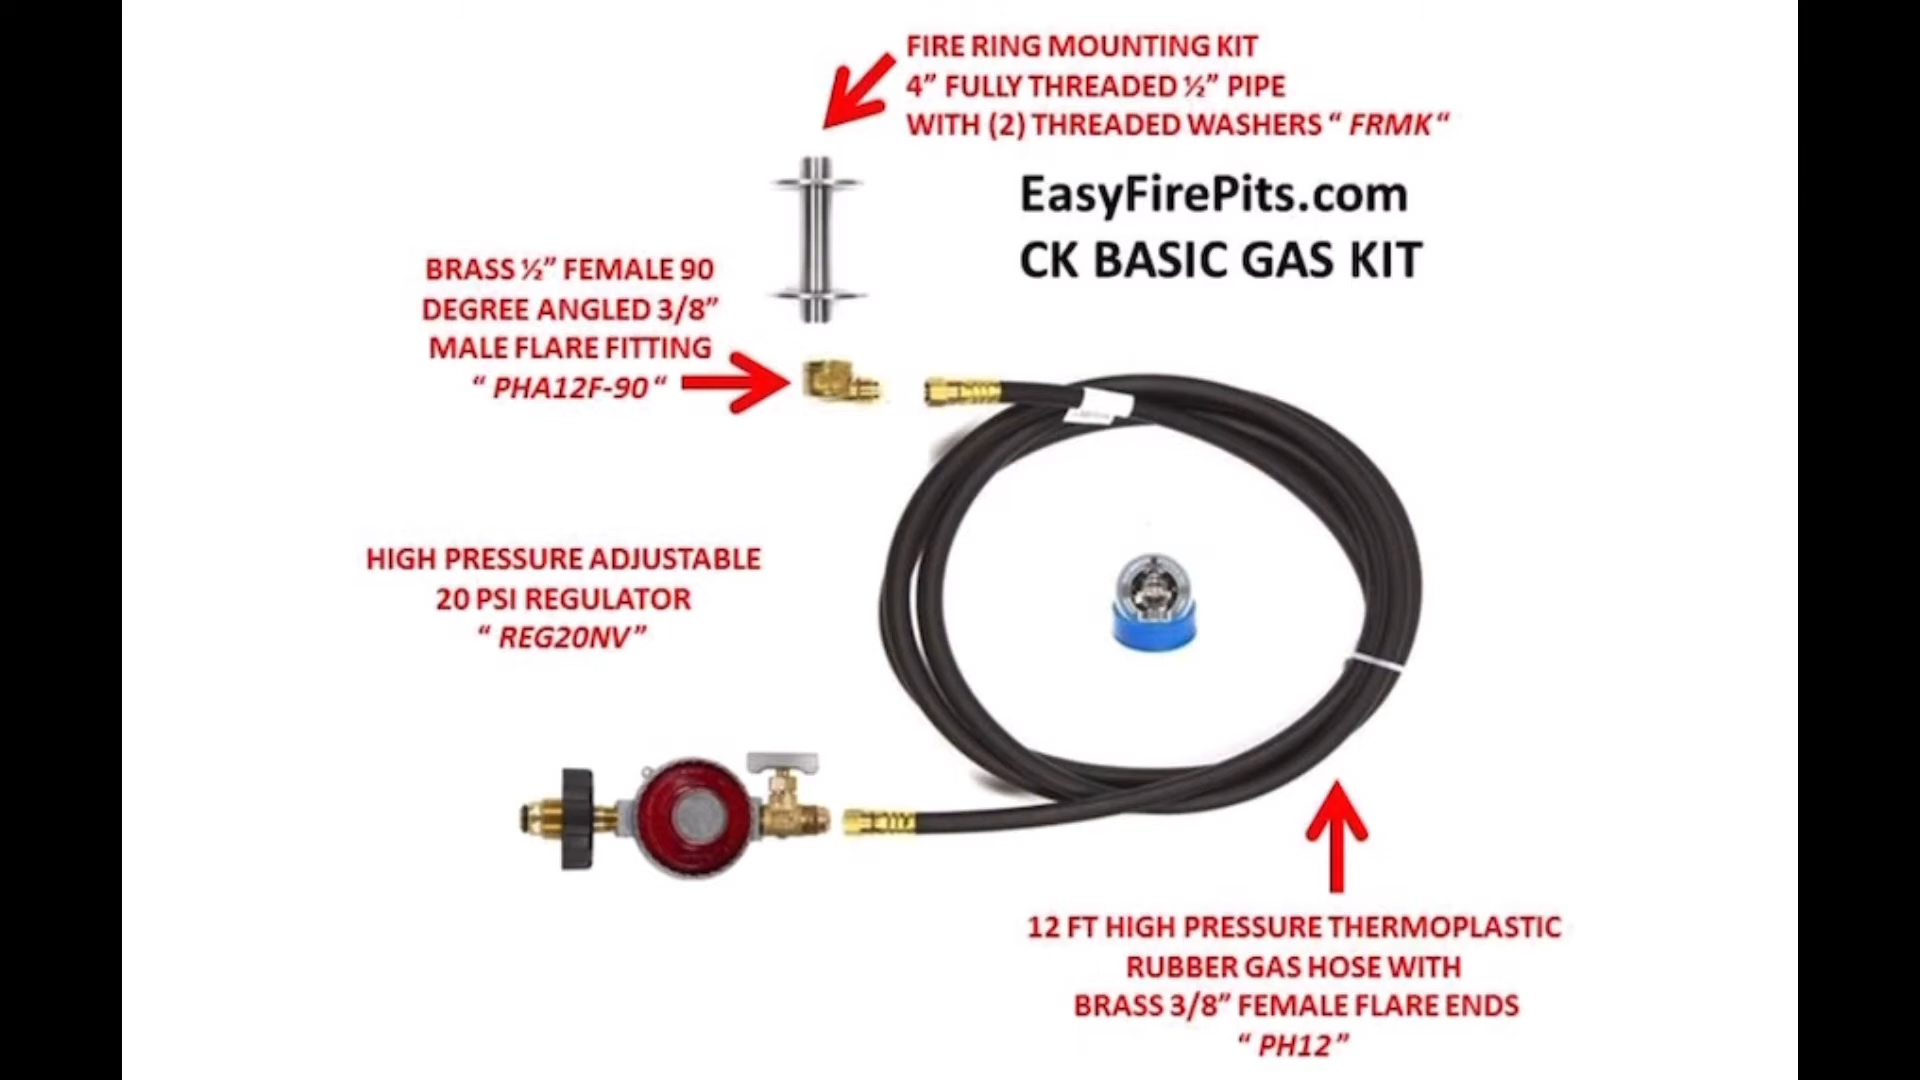 FIRE RING MOUNTING KIT
4” FULLY THREADED ½” PIPE
WITH (2) THREADED WASHERS “ FRMK “
EasyFirePits.com
CK BASIC GAS KIT
BRASS ½” FEMALE 90
DEGREE ANGLED 3/8”
MALE FLARE FITTING
“ PHA12F-90 “
HIGH PRESSURE ADJUSTABLE
20 PSI REGULATOR
“ REG20NV”
12 FT HIGH PRESSURE THERMOPLASTIC
RUBBER GAS HOSE WITH
BRASS 3/8” FEMALE FLARE ENDS
“ PH12”